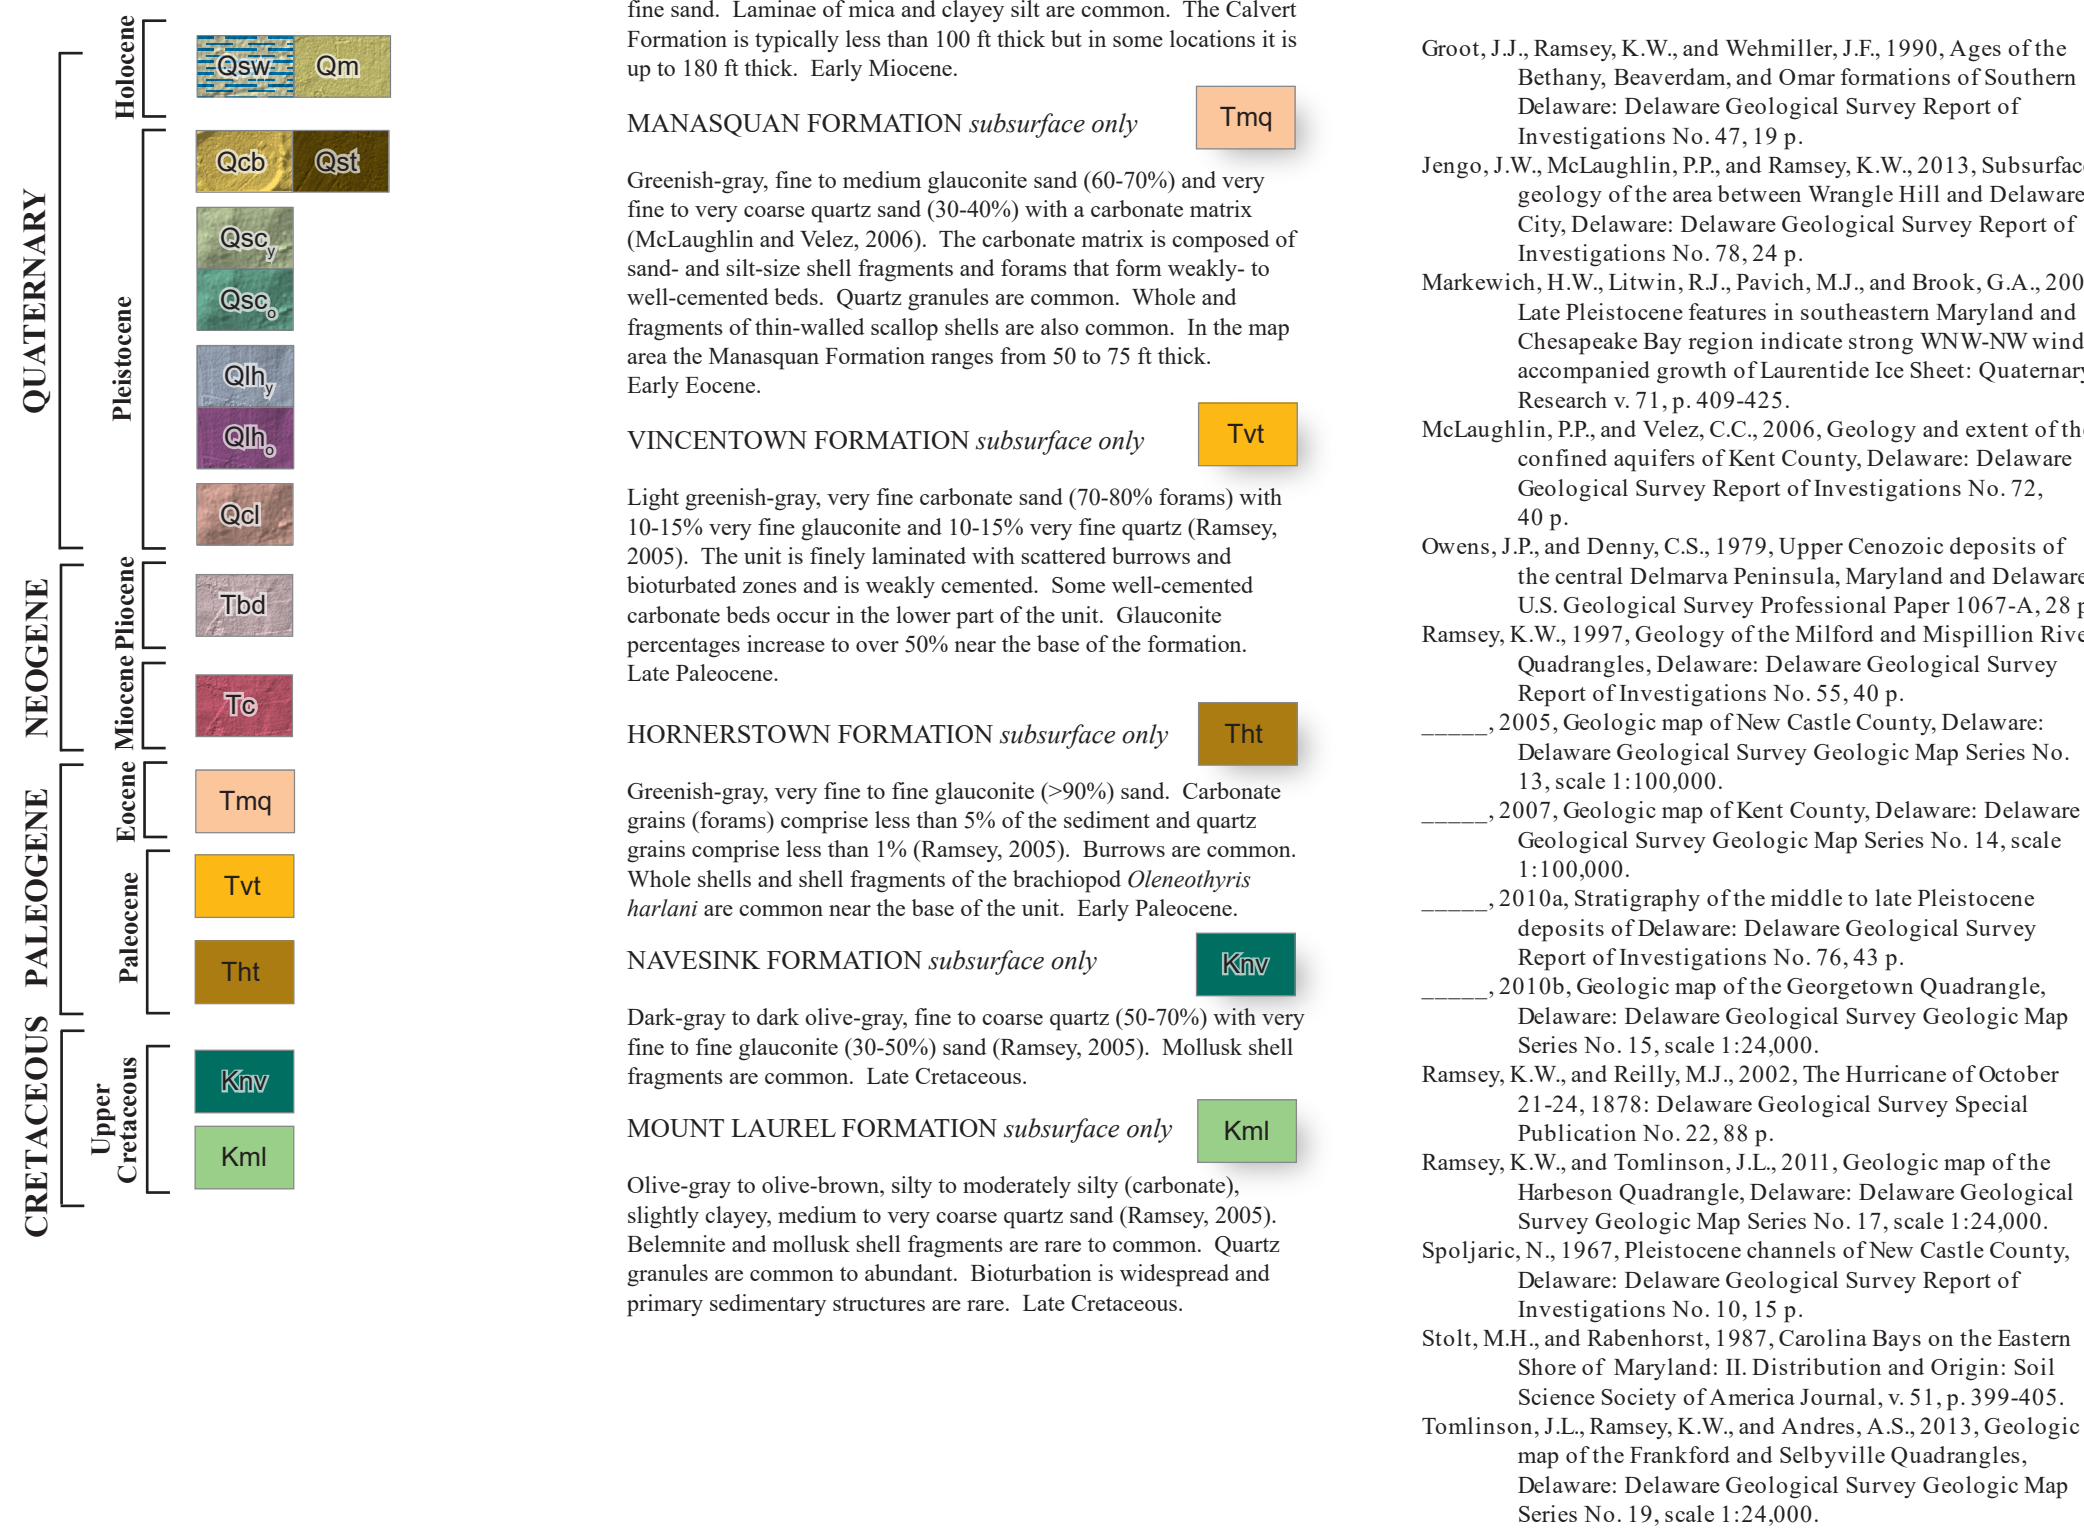 QUATERNARY
Holocene
Qsw
Qm
Pleistocene
Qcb
Qst
Qscy
Qsco
Qlhy
Qlho
Qcl
NEOGENE
Pliocene
Tbd
Miocene
Tc
PALEOGENE
Eocene
Tmq
Paleocene
Tvt
Tht
CRETACEOUS
Upper
Cretaceous
Knv
Kml
fine sand. Laminae of mica and clayey silt are common. The Calvert
Formation is typically less than 100 ft thick but in some locations it is
up to 180 ft thick. Early Miocene.
MANASQUAN FORMATION subsurface only
Tmq
Greenish-gray, fine to medium glauconite sand (60-70%) and very
fine to very coarse quartz sand (30-40%) with a carbonate matrix
(McLaughlin and Velez, 2006). The carbonate matrix is composed of
sand- and silt-size shell fragments and forams that form weakly- to
well-cemented beds. Quartz granules are common. Whole and
fragments of thin-walled scallop shells are also common. In the map
area the Manasquan Formation ranges from 50 to 75 ft thick.
Early Eocene.
VINCENTOWN FORMATION subsurface only
Tvt
Light greenish-gray, very fine carbonate sand (70-80% forams) with
10-15% very fine glauconite and 10-15% very fine quartz (Ramsey,
2005). The unit is finely laminated with scattered burrows and
bioturbated zones and is weakly cemented. Some well-cemented
carbonate beds occur in the lower part of the unit. Glauconite
percentages increase to over 50% near the base of the formation.
Late Paleocene.
HORNERSTOWN FORMATION subsurface only
Tht
Greenish-gray, very fine to fine glauconite (>90%) sand. Carbonate
grains (forams) comprise less than 5% of the sediment and quartz
grains comprise less than 1% (Ramsey, 2005). Burrows are common.
Whole shells and shell fragments of the brachiopod Oleneothyris
harlani are common near the base of the unit. Early Paleocene.
NAVESINK FORMATION subsurface only
Knv
Dark-gray to dark olive-gray, fine to coarse quartz (50-70%) with very
fine to fine glauconite (30-50%) sand (Ramsey, 2005). Mollusk shell
fragments are common. Late Cretaceous.
MOUNT LAUREL FORMATION subsurface only
Kml
Olive-gray to olive-brown, silty to moderately silty (carbonate),
slightly clayey, medium to very coarse quartz sand (Ramsey, 2005).
Belemnite and mollusk shell fragments are rare to common. Quartz
granules are common to abundant. Bioturbation is widespread and
primary sedimentary structures are rare. Late Cretaceous.
Groot, J.J., Ramsey, K.W., and Wehmiller, J.F., 1990, Ages of the
Bethany, Beaverdam, and Omar formations of Southern
Delaware: Delaware Geological Survey Report of
Investigations No. 47, 19 p.
Jengo, J.W., McLaughlin, P.P., and Ramsey, K.W., 2013, Subsurface
geology of the area between Wrangle Hill and Delaware
City, Delaware: Delaware Geological Survey Report of
Investigations No. 78, 24 p.
Markewich, H.W., Litwin, R.J., Pavich, M.J., and Brook, G.A., 200
Late Pleistocene features in southeastern Maryland and
Chesapeake Bay region indicate strong WNW-NW wind
accompanied growth of Laurentide Ice Sheet: Quaternary
Research v. 71, p. 409-425.
McLaughlin, P.P., and Velez, C.C., 2006, Geology and extent of the
confined aquifers of Kent County, Delaware: Delaware
Geological Survey Report of Investigations No. 72,
40 p.
Owens, J.P., and Denny, C.S., 1979, Upper Cenozoic deposits of
the central Delmarva Peninsula, Maryland and Delaware
U.S. Geological Survey Professional Paper 1067-A, 28 p
Ramsey, K.W., 1997, Geology of the Milford and Mispillion Rive
Quadrangles, Delaware: Delaware Geological Survey
Report of Investigations No. 55, 40 p.
_____, 2005, Geologic map of New Castle County, Delaware:
Delaware Geological Survey Geologic Map Series No.
13, scale 1:100,000.
_____, 2007, Geologic map of Kent County, Delaware: Delaware
Geological Survey Geologic Map Series No. 14, scale
1:100,000.
_____, 2010a, Stratigraphy of the middle to late Pleistocene
deposits of Delaware: Delaware Geological Survey
Report of Investigations No. 76, 43 p.
_____, 2010b, Geologic map of the Georgetown Quadrangle,
Delaware: Delaware Geological Survey Geologic Map
Series No. 15, scale 1:24,000.
Ramsey, K.W., and Reilly, M.J., 2002, The Hurricane of October
21-24, 1878: Delaware Geological Survey Special
Publication No. 22, 88 p.
Ramsey, K.W., and Tomlinson, J.L., 2011, Geologic map of the
Harbeson Quadrangle, Delaware: Delaware Geological
Survey Geologic Map Series No. 17, scale 1:24,000.
Spoljaric, N., 1967, Pleistocene channels of New Castle County,
Delaware: Delaware Geological Survey Report of
Investigations No. 10, 15 p.
Stolt, M.H., and Rabenhorst, 1987, Carolina Bays on the Eastern
Shore of Maryland: II. Distribution and Origin: Soil
Science Society of America Journal, v. 51, p. 399-405.
Tomlinson, J.L., Ramsey, K.W., and Andres, A.S., 2013, Geologic
map of the Frankford and Selbyville Quadrangles,
Delaware: Delaware Geological Survey Geologic Map
Series No. 19, scale 1:24,000.